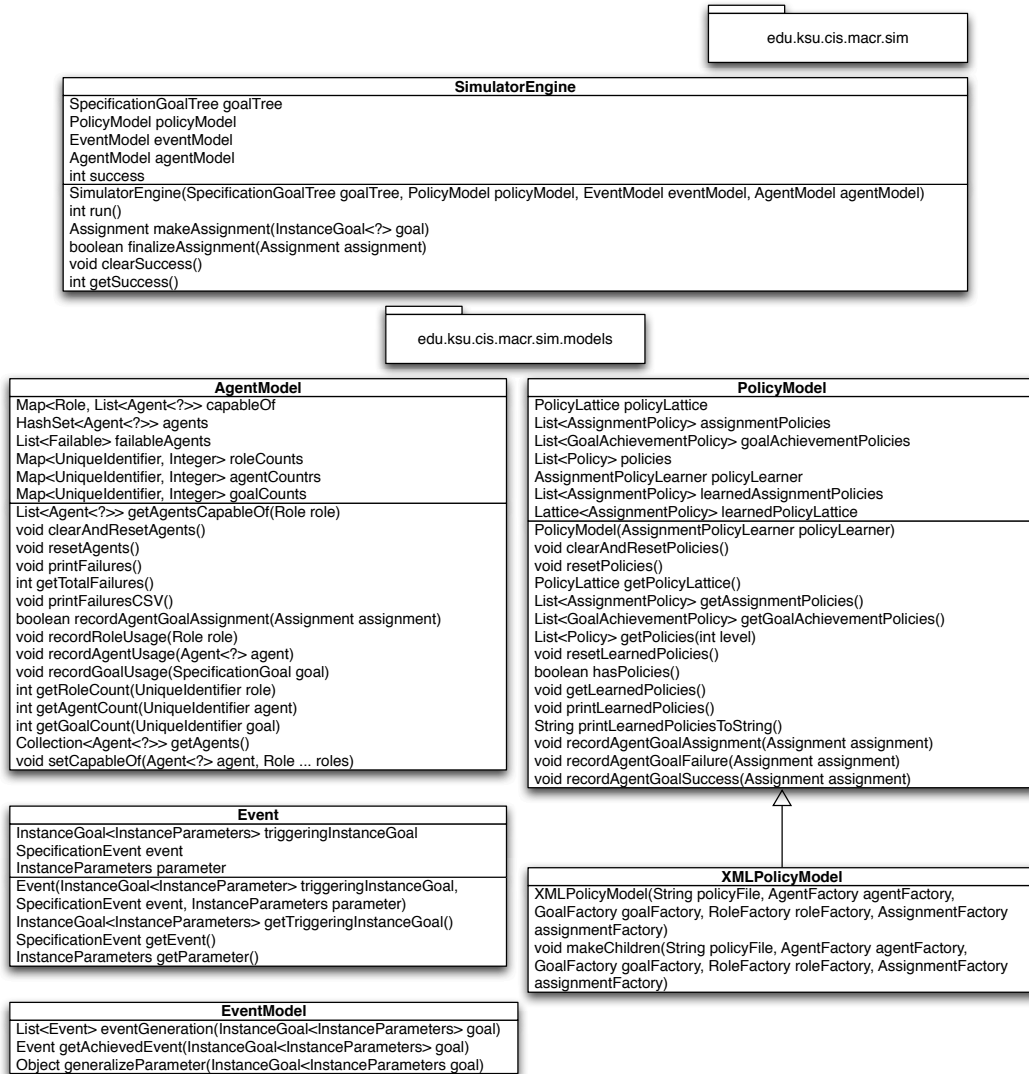 edu.ksu.cis.macr.sim
SimulatorEngine
SpecificationGoalTree goalTree
PolicyModel policyModel
EventModel eventModel
AgentModel agentModel
int success
SimulatorEngine(SpecificationGoalTree goalTree, PolicyModel policyModel, EventModel eventModel, AgentModel agentModel)
int run()
Assignment makeAssignment(InstanceGoal<?> goal)
boolean finalizeAssignment(Assignment assignment)
void clearSuccess()
int getSuccess()
edu.ksu.cis.macr.sim.models
AgentModel
Map<Role, List<Agent<?>> capableOf
HashSet<Agent<?>> agents
List<Failable> failableAgents
Map<UniqueIdentifier, Integer> roleCounts
Map<UniqueIdentifier, Integer> agentCountrs
Map<UniqueIdentifier, Integer> goalCounts
List<Agent<?>> getAgentsCapableOf(Role role)
void clearAndResetAgents()
void resetAgents()
void printFailures()
int getTotalFailures()
void printFailuresCSV()
boolean recordAgentGoalAssignment(Assignment assignment)
void recordRoleUsage(Role role)
void recordAgentUsage(Agent<?> agent)
void recordGoalUsage(SpecificationGoal goal)
int getRoleCount(UniqueIdentifier role)
int getAgentCount(UniqueIdentifier agent)
int getGoalCount(UniqueIdentifier goal)
Collection<Agent<?>> getAgents()
void setCapableOf(Agent<?> agent, Role ... roles)
PolicyModel
PolicyLattice policyLattice
List<AssignmentPolicy> assignmentPolicies
List<GoalAchievementPolicy> goalAchievementPolicies
List<Policy> policies
AssignmentPolicyLearner policyLearner
List<AssignmentPolicy> learnedAssignmentPolicies
Lattice<AssignmentPolicy> learnedPolicyLattice
PolicyModel(AssignmentPolicyLearner policyLearner)
void clearAndResetPolicies()
void resetPolicies()
PolicyLattice getPolicyLattice()
List<AssignmentPolicy> getAssignmentPolicies()
List<GoalAchievementPolicy> getGoalAchievementPolicies()
List<Policy> getPolicies(int level)
void resetLearnedPolicies()
boolean hasPolicies()
void getLearnedPolicies()
void printLearnedPolicies()
String printLearnedPoliciesToString()
void recordAgentGoalAssignment(Assignment assignment)
void recordAgentGoalFailure(Assignment assignment)
void recordAgentGoalSuccess(Assignment assignment)
Event
InstanceGoal<InstanceParameters> triggeringInstanceGoal
SpecificationEvent event
InstanceParameters parameter
Event(InstanceGoal<InstanceParameter> triggeringInstanceGoal,
SpecificationEvent event, InstanceParameters parameter)
InstanceGoal<InstanceParameters> getTriggeringInstanceGoal()
SpecificationEvent getEvent()
InstanceParameters getParameter()
XMLPolicyModel
XMLPolicyModel(String policyFile, AgentFactory agentFactory,
GoalFactory goalFactory, RoleFactory roleFactory, AssignmentFactory
assignmentFactory)
void makeChildren(String policyFile, AgentFactory agentFactory,
GoalFactory goalFactory, RoleFactory roleFactory, AssignmentFactory
assignmentFactory)
EventModel
List<Event> eventGeneration(InstanceGoal<InstanceParameters> goal)
Event getAchievedEvent(InstanceGoal<InstanceParameters> goal)
Object generalizeParameter(InstanceGoal<InstanceParameters goal)